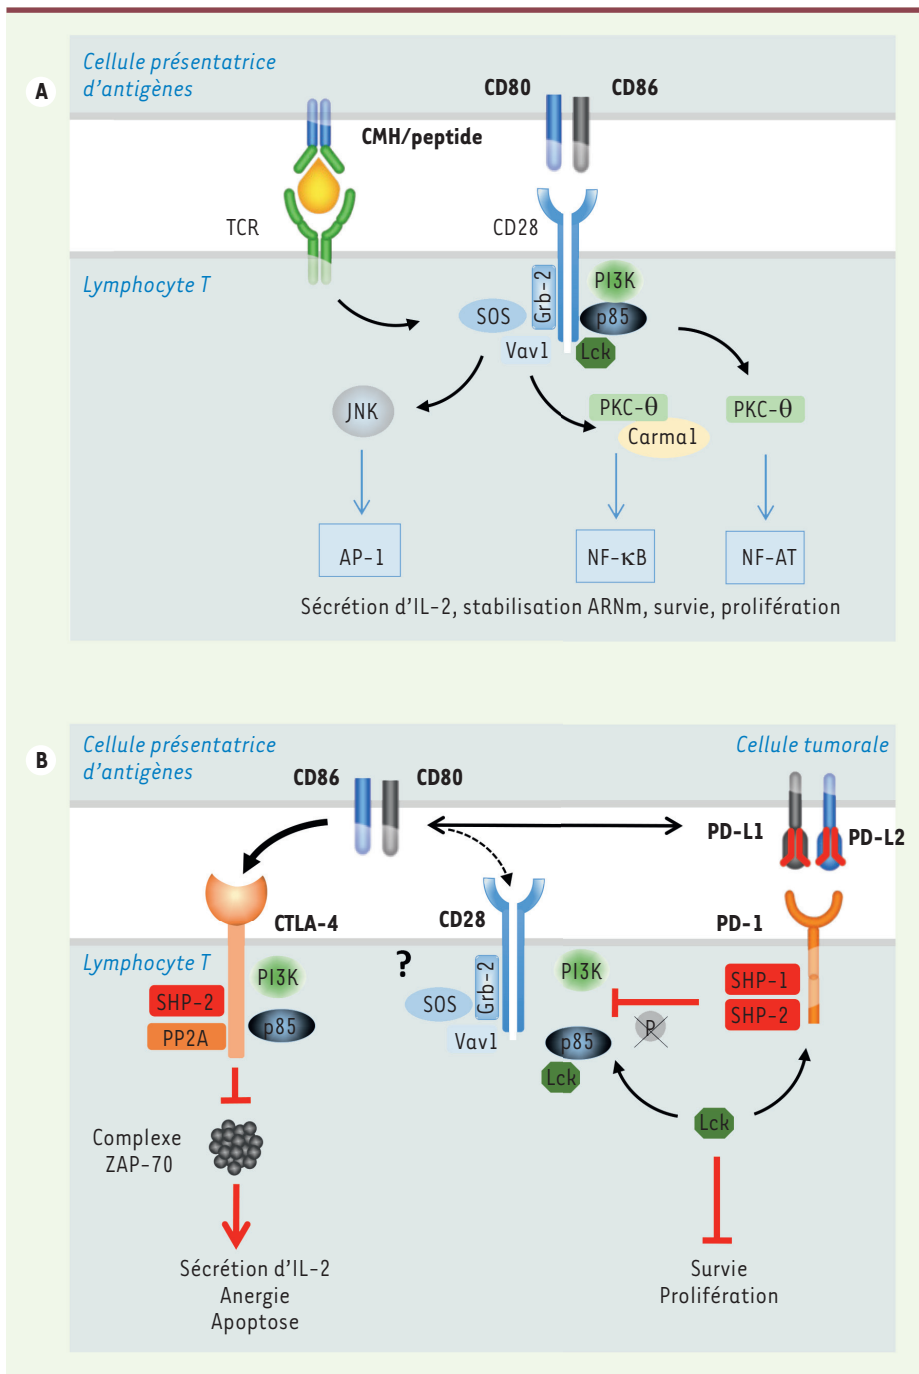 A
Cellule présentatrice
d'antigènes
CD80
CD86
CMH/peptide
TCR
CD28
Lymphocyte T
Grb-2
PI3K
SOS
p85
Vav1
Lck
JNK
PKC-θ
Carma1
PKC-θ
AP-1
NF-κB
NF-AT
Sécrétion d'IL-2, stabilisation ARNm, survie, prolifération
B
Cellule présentatrice
d'antigènes
Cellule tumorale
CD86
CD80
PD-L1
PD-L2
CTLA-4
CD28
PD-1
Lymphocyte T
?
PI3K
SHP-2
PP2A
p85
Grb-2
SOS
Vav1
PI3K
p85
Lck
P
SHP-1
SHP-2
Lck
Complexe
ZAP-70
Sécrétion d'IL-2
Anergie
Apoptose
Survie
Prolifération